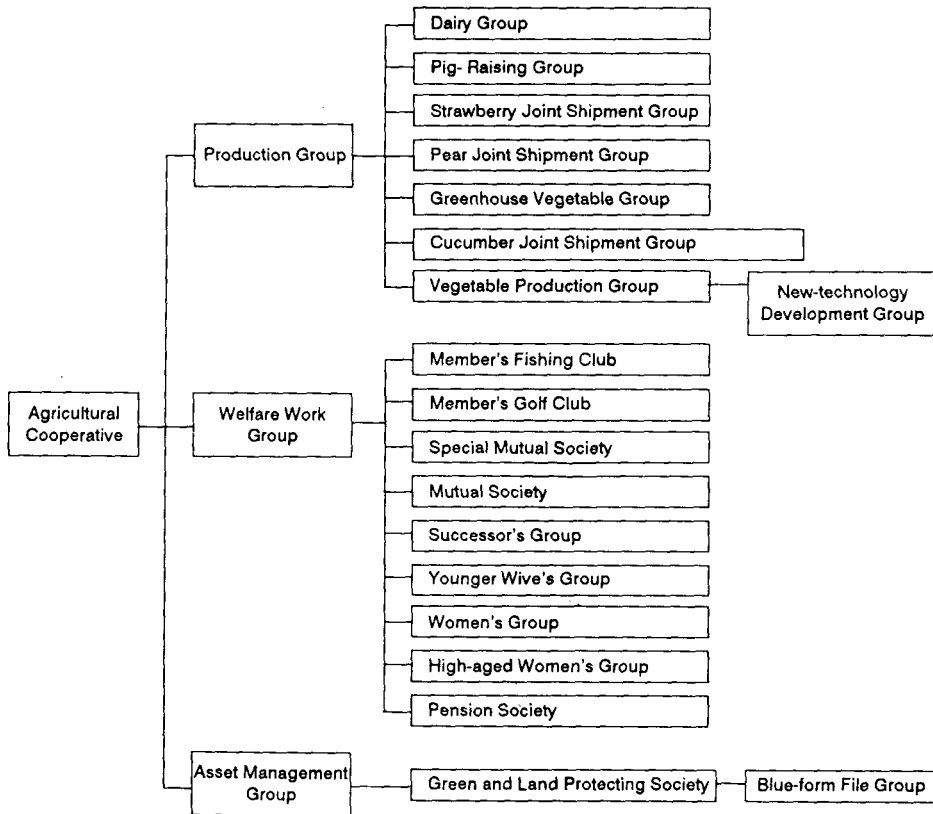 Dairy Group
Pig- Raising Group
Strawberry Joint Shipment Group
Production Group
Pear Joint Shipment Group
Greenhouse Vegetable Group
Cucumber Joint Shipment Group
Vegetable Production Group
New-technology
Development Group
Member's Fishing Club
Agricultural
Cooperative
Welfare Work
Group
Member's Golf Club
Special Mutual Society
Mutual Society
Successor's Group
Younger Wive's Group
Women's Group
High-aged Women's Group
Pension Society
Asset Management
Group
Green and Land Protecting Society
Blue-form File Group